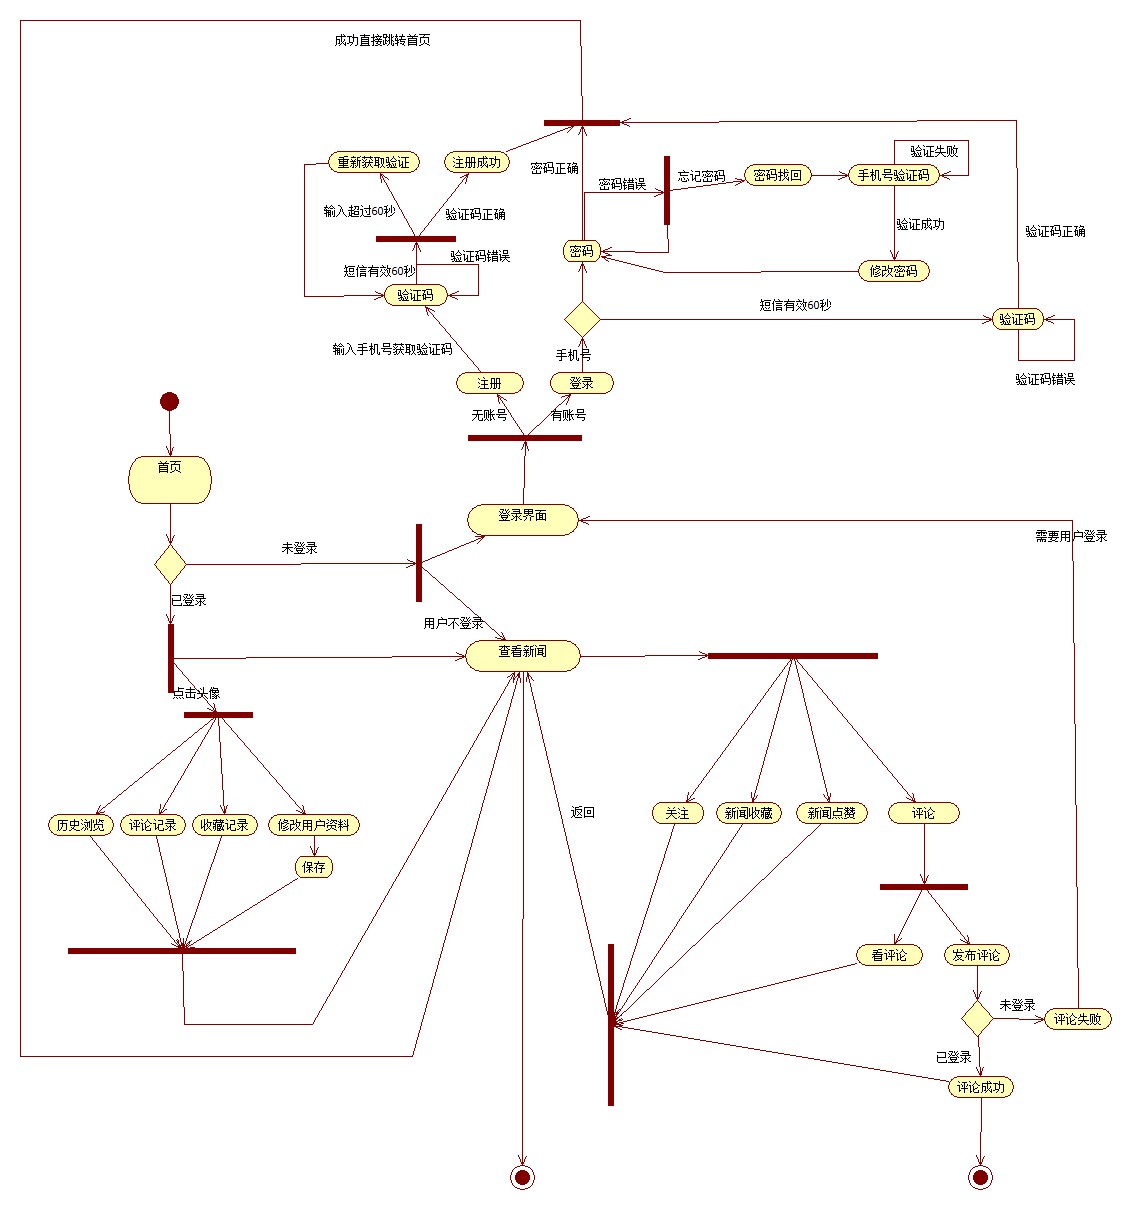 成功直接跳转首页
重新获取验证
注册成功
密码正确
密码错误
忘记密码
密码找回
手机号验证码
验证失败
输入超过60秒
验证码正确
验证成功
验证码正确
密码
验证码错误
短信有效60秒
修改密码
验证码
短信有效60秒
验证码
输入手机号获取验证码
手机号
验证码错误
注册
登录
无账号
有账号
首页
登录界面
需要用户登录
未登录
已登录
用户不登录
查看新闻
点击头像
返回
关注
新闻收藏
新闻点赞
评论
历史浏览
评论记录
收藏记录
修改用户资料
保存
看评论
发布评论
未登录
评论失败
已登录
评论成功